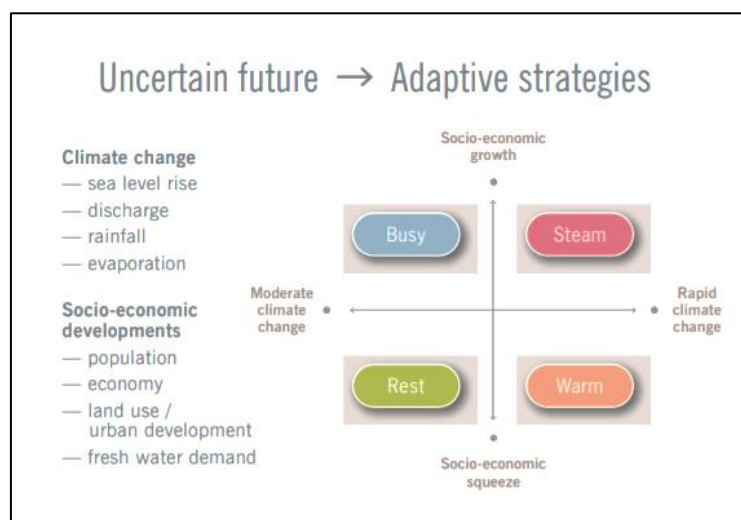 Uncertain future → Adaptive strategies
Climate change
— sea level rise
— discharge
— rainfall
— evaporation
Socio-economic
developments
— population
— economy
— land use /
urban development
— fresh water demand
Socio-economic
growth
Busy
Steam
Moderate
climate
change
Rapid
climate
change
Rest
Warm
Socio-economic
squeeze